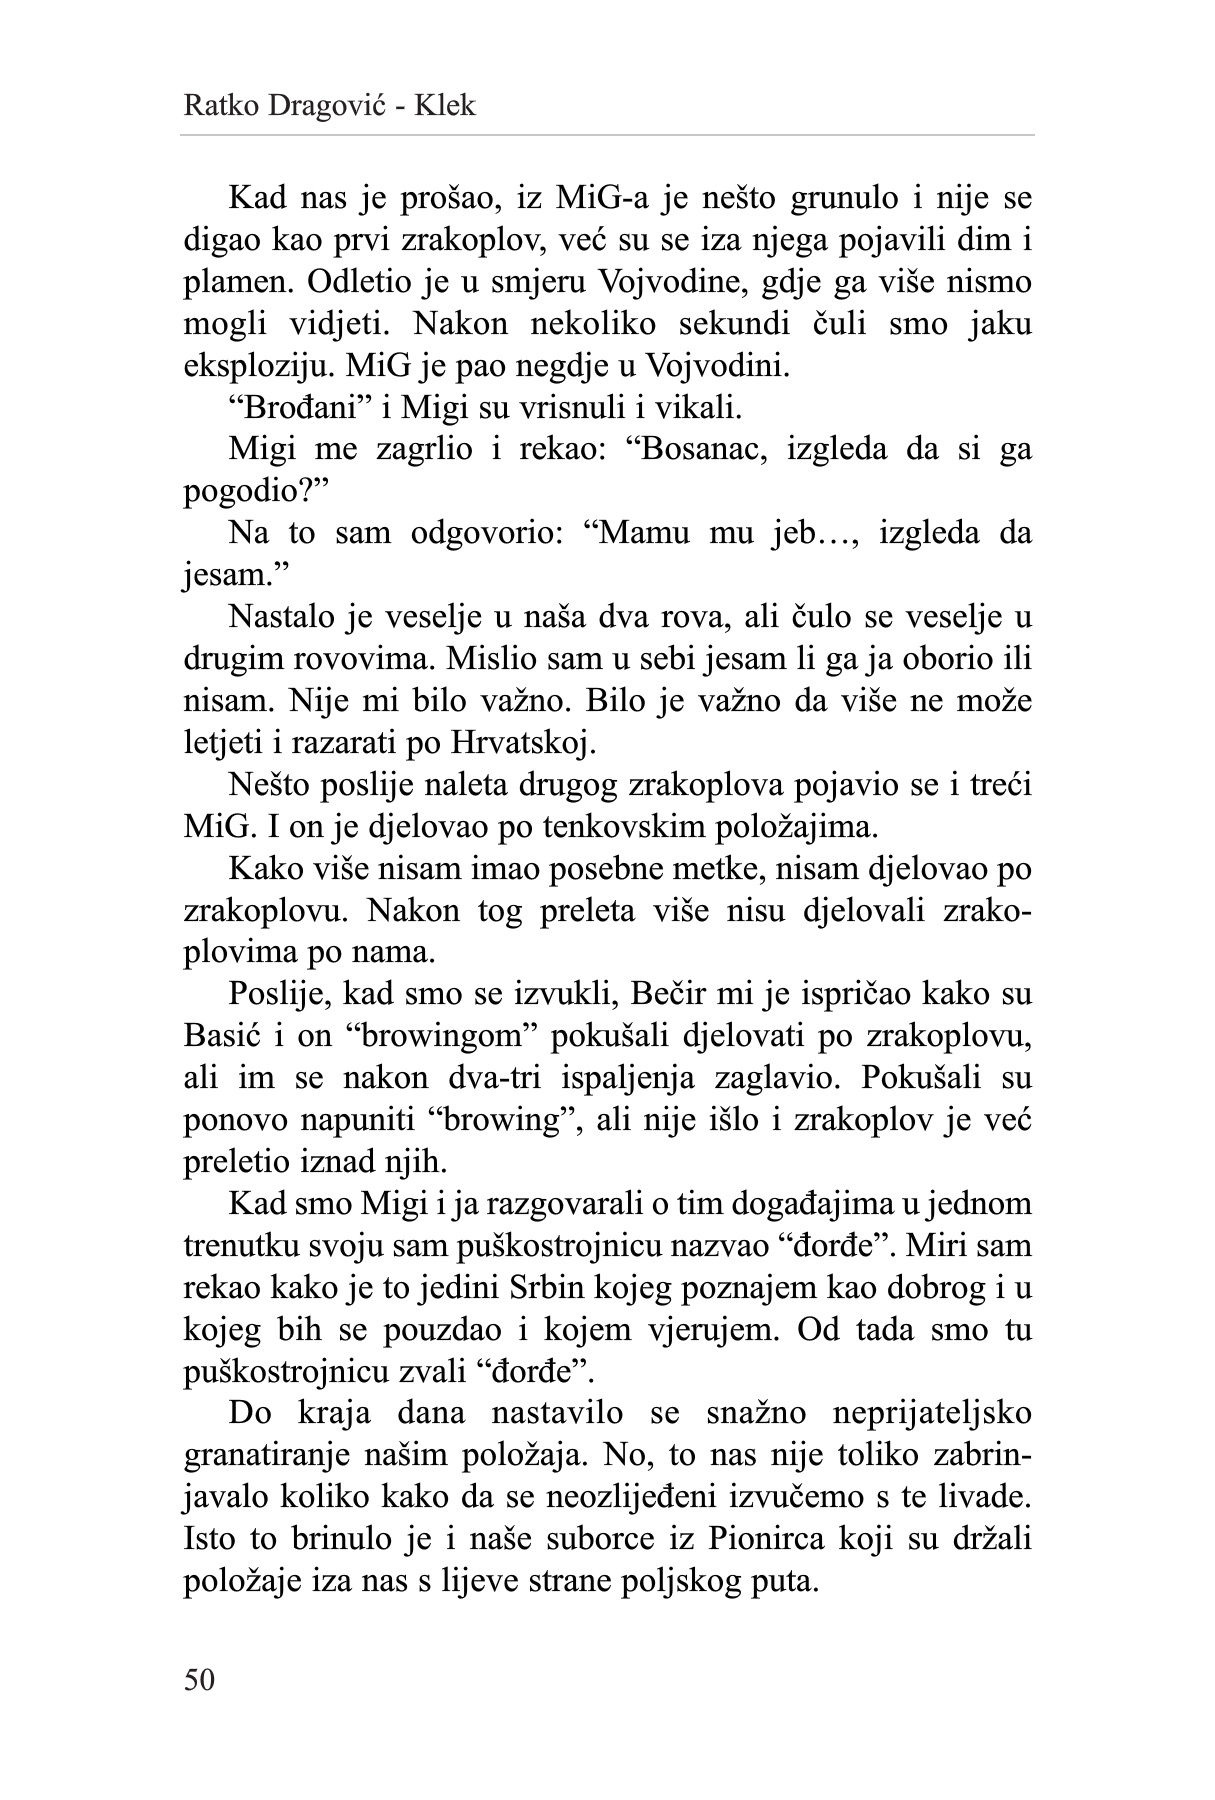 Ratko Dragović - Klek
Kad nas je prošao, iz MiG-a je nešto grunulo i nije se
digao kao prvi zrakoplov, već su se iza njega pojavili dim i
plamen. Odletio je u smjeru Vojvodine, gdje ga više nismo
mogli vidjeti. Nakon nekoliko sekundi čuli smo jaku
eksploziju. MiG je pao negdje u Vojvodini.
“Brođani” i Migi su vrisnuli i vikali.
Migi me zagrlio i rekao: “Bosanac, izgleda da si ga
pogodio?”
Na to sam odgovorio: “Mamu mu jeb…, izgleda da
jesam.”
Nastalo je veselje u naša dva rova, ali čulo se veselje u
drugim rovovima. Mislio sam u sebi jesam li ga ja oborio ili
nisam. Nije mi bilo važno. Bilo je važno da više ne može
letjeti i razarati po Hrvatskoj.
Nešto poslije naleta drugog zrakoplova pojavio se i treći
MiG. I on je djelovao po tenkovskim položajima.
Kako više nisam imao posebne metke, nisam djelovao po
zrakoplovu. Nakon tog preleta više nisu djelovali zrako-
plovima po nama.
Poslije, kad smo se izvukli, Bečir mi je ispričao kako su
Basić i on “browingom” pokušali djelovati po zrakoplovu,
ali im se nakon dva-tri ispaljenja zaglavio. Pokušali su
ponovo napuniti “browing”, ali nije išlo i zrakoplov je već
preletio iznad njih.
Kad smo Migi i ja razgovarali o tim događajima u jednom
trenutku svoju sam puškostrojnicu nazvao “đorđe”. Miri sam
rekao kako je to jedini Srbin kojeg poznajem kao dobrog i u
kojeg bih se pouzdao i kojem vjerujem. Od tada smo tu
puškostrojnicu zvali “đorđe”.
Do kraja dana nastavilo se snažno neprijateljsko
granatiranje našim položaja. No, to nas nije toliko zabrin-
javalo koliko kako da se neozlijeđeni izvučemo s te livade.
Isto to brinulo je i naše suborce iz Pionirca koji su držali
položaje iza nas s lijeve strane poljskog puta.
50